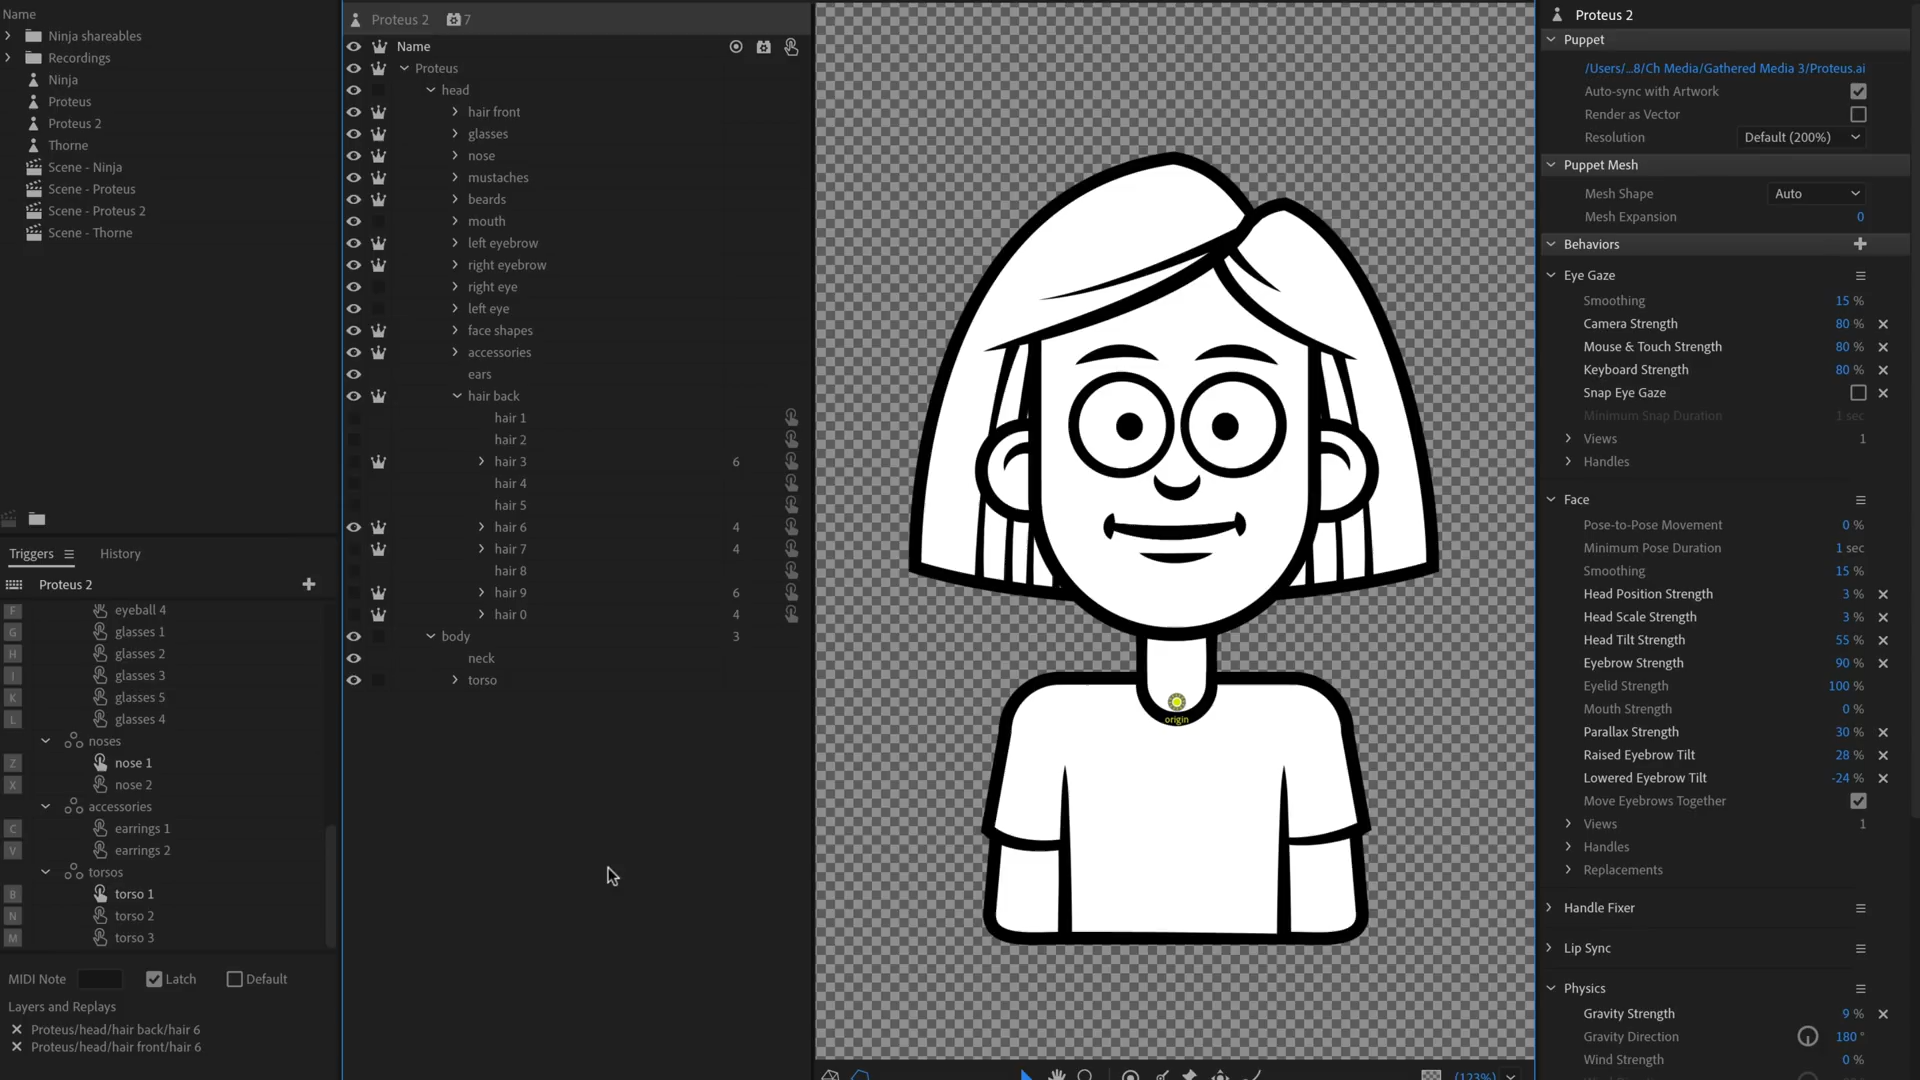 Name
Ninja shareables
Recordings
Ninja
Proteus
Proteus 2
Thorne
Scene - Ninja
Scene - Proteus
Scene - Proteus 2
Scene - Thorne
Triggers
History
Proteus 2
F eyeball 4
G glasses 1
H glasses 2
glasses 3
K glasses 5
L glasses 4
noses
Z nose 1
X nose 2
accessories
C earrings 1
V earrings 2
torsos
B torso 1
N torso 2
M torso 3
MIDI Note
Latch
Default
Layers and Replays
Proteus/head/hair back/hair 6
Proteus/head/hair front/hair 6
Proteus 2 7
Name
Proteus
head
hair front
glasses
nose
mustaches
beards
mouth
left eyebrow
right eyebrow
right eye
left eye
face shapes
accessories
ears
hair back
hair 1
hair 2
hair 3 6
hair 4
hair 5
hair 6 4
hair 7 4
hair 8
hair 9 6
hair 0 4
body 3
neck
torso
origin
(123%)
Proteus 2
Puppet
/Users/...8/Ch Media/Gathered Media 3/Proteus.ai
Auto-sync with Artwork
Render as Vector
Resolution Default (200%)
Puppet Mesh
Mesh Shape Auto
Mesh Expansion 0
Behaviors
Eye Gaze
Smoothing 15 %
Camera Strength 80 %
Mouse & Touch Strength 80 %
Keyboard Strength 80 %
Snap Eye Gaze
Minimum Snap Duration 1 sec
Views 1
Handles
Face
Pose-to-Pose Movement 0 %
Minimum Pose Duration 1 sec
Smoothing 15 %
Head Position Strength 3 %
Head Scale Strength 3 %
Head Tilt Strength 55 %
Eyebrow Strength 90 %
Eyelid Strength 100 %
Mouth Strength 0 %
Parallax Strength 30 %
Raised Eyebrow Tilt 28 %
Lowered Eyebrow Tilt -24 %
Move Eyebrows Together
Views 1
Handles
Replacements
Handle Fixer
Lip Sync
Physics
Gravity Strength 9 %
Gravity Direction 180 °
Wind Strength 0 %